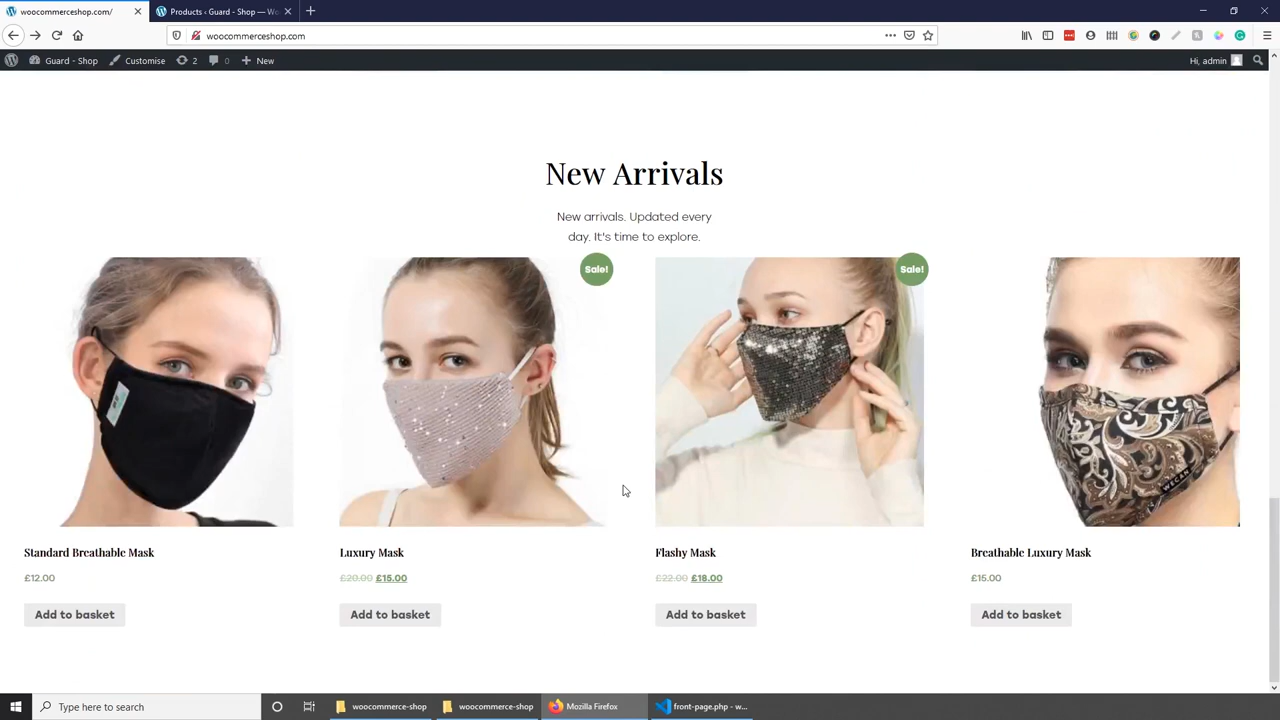 woocommerceshop.com/
Products ‹ Guard - Shop — Wo
woocommerceshop.com
Guard - Shop
Customise
2
0
New
Hi, admin
New Arrivals
New arrivals. Updated every
day. It's time to explore.
Sale!
Sale!
WECAN
Standard Breathable Mask
Luxury Mask
Flashy Mask
Breathable Luxury Mask
£12.00
£20.00 £15.00
£22.00 £18.00
£15.00
Add to basket
Add to basket
Add to basket
Add to basket
Type here to search
woocommerce-shop
woocommerce-shop
Mozilla Firefox
front-page.php - w...